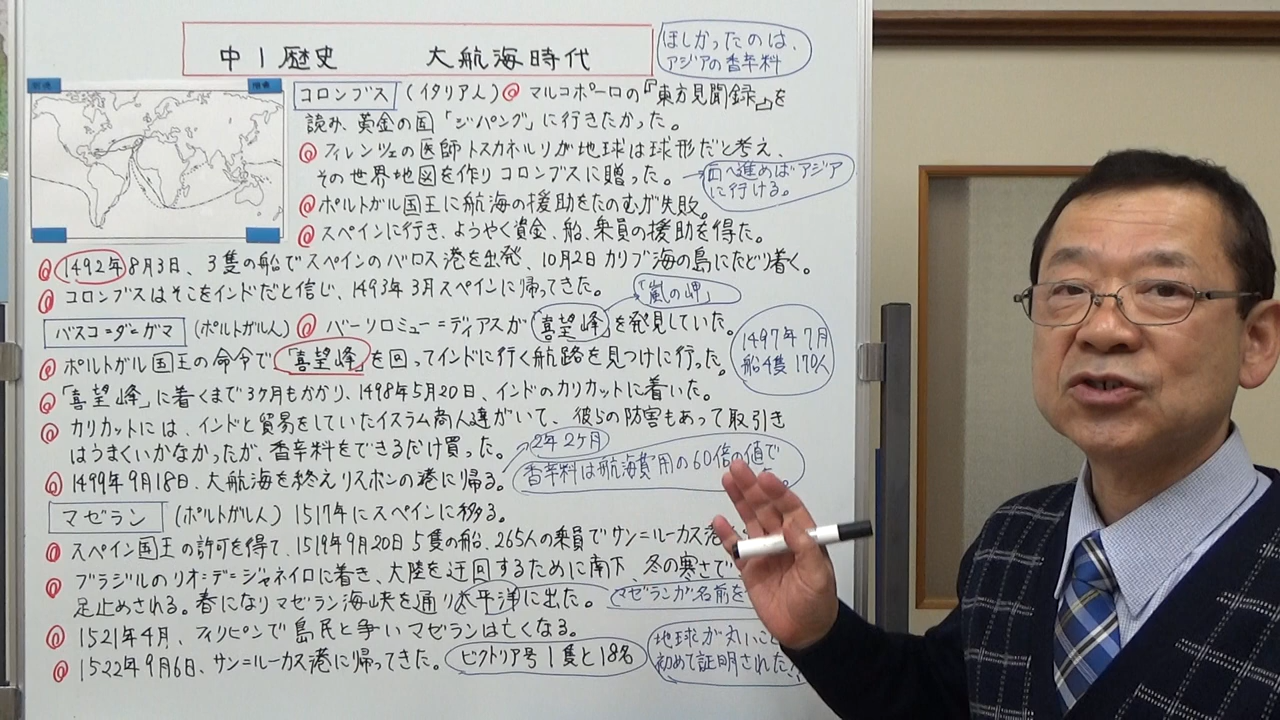 中1歴史 大航海時代
ほしかったのは、
アジアの香辛料
コロンブス (イタリア人) マルコポーロの『東方見聞録』を
読み、黄金の国「ジパング」に行きたかった。
フィレンツェの医師トスカネルリが地球は球形だと考え、
その世界地図を作りコロンブスに贈った。
西へ進めばアジア
に行ける。
ポルトガル国王に航海の援助をたのむが失敗。
スペインに行き、ようやく資金、船、乗員の援助を得た。
1492年8月3日、3隻の船でスペインのバロス港を出発、10月2日カリブ海の島にたどり着く。
コロンブスはそこをインドだと信じ、1493年3月スペインに帰ってきた。
「嵐の岬」
バスコ=ダ=ガマ (ポルトガル人) バーソロミュー=ディアスが「喜望峰」を発見していた。
ポルトガル国王の命令で「喜望峰」を回ってインドに行く航路を見つけに行った。
1497年7月
船4隻 170人
「喜望峰」に着くまで3ケ月もかかり、1498年5月20日、インドのカリカットに着いた。
カリカットには、インドと貿易をしていたイスラム商人達がいて、彼らの防害もあって取引き
はうまくいかなかったが、香辛料をできるだけ買った。
2年2ヶ月
1499年9月18日、大航海を終えリスボンの港に帰る。
香辛料は航海費用の60倍の値で
マゼラン (ポルトガル人) 1517年にスペインに移る。
スペイン国王の許可を得て、1519年9月20日5隻の船、265人の乗員でサン=ルーカス港
ブラジルのリオ=デ=ジャネイロに着き、大陸を迂回するために南下、冬の寒さで
足止めされる。春になりマゼラン海峡を通り太平洋に出た。
マゼランが名前を
1521年4月、フィリピンで島民と争いマゼランは亡くなる。
1522年9月6日、サン=ルーカス港に帰ってきた。
ビクトリア号1隻と18名
地球が丸いこ
初めて証明された